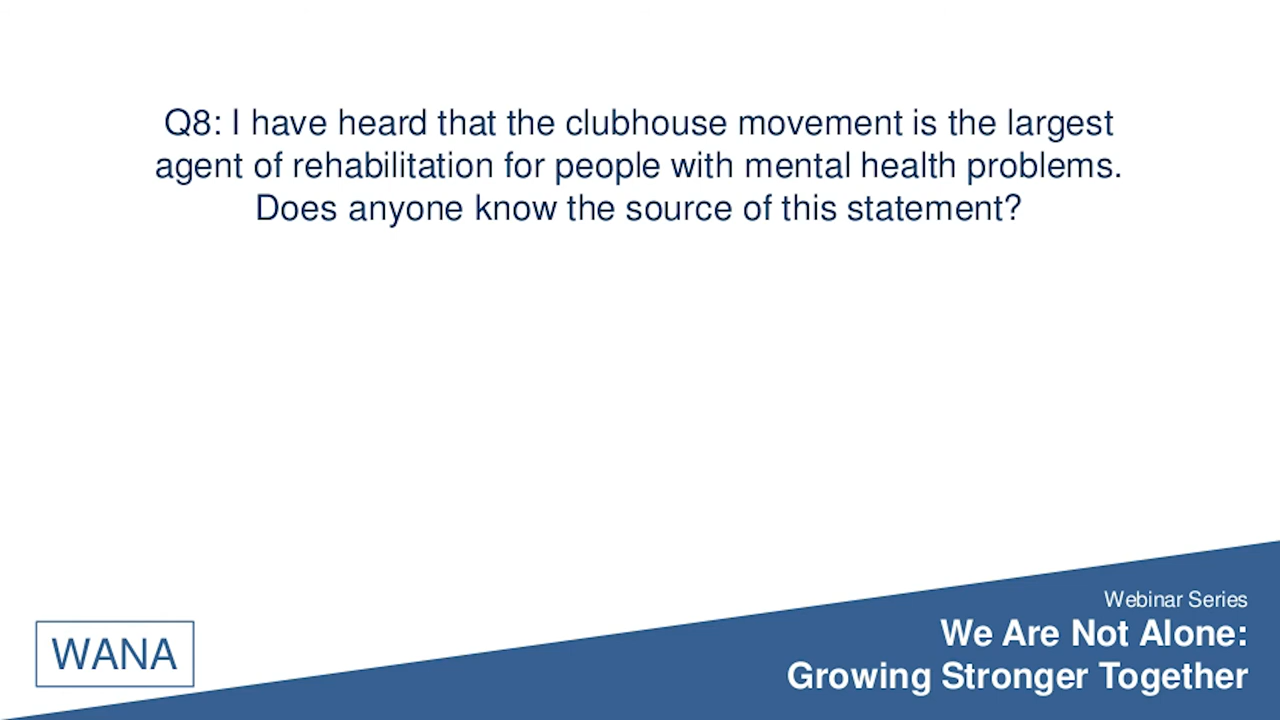 Q8: I have heard that the clubhouse movement is the largest
agent of rehabilitation for people with mental health problems.
Does anyone know the source of this statement?
Webinar Series
We Are Not Alone:
Growing Stronger Together
WANA